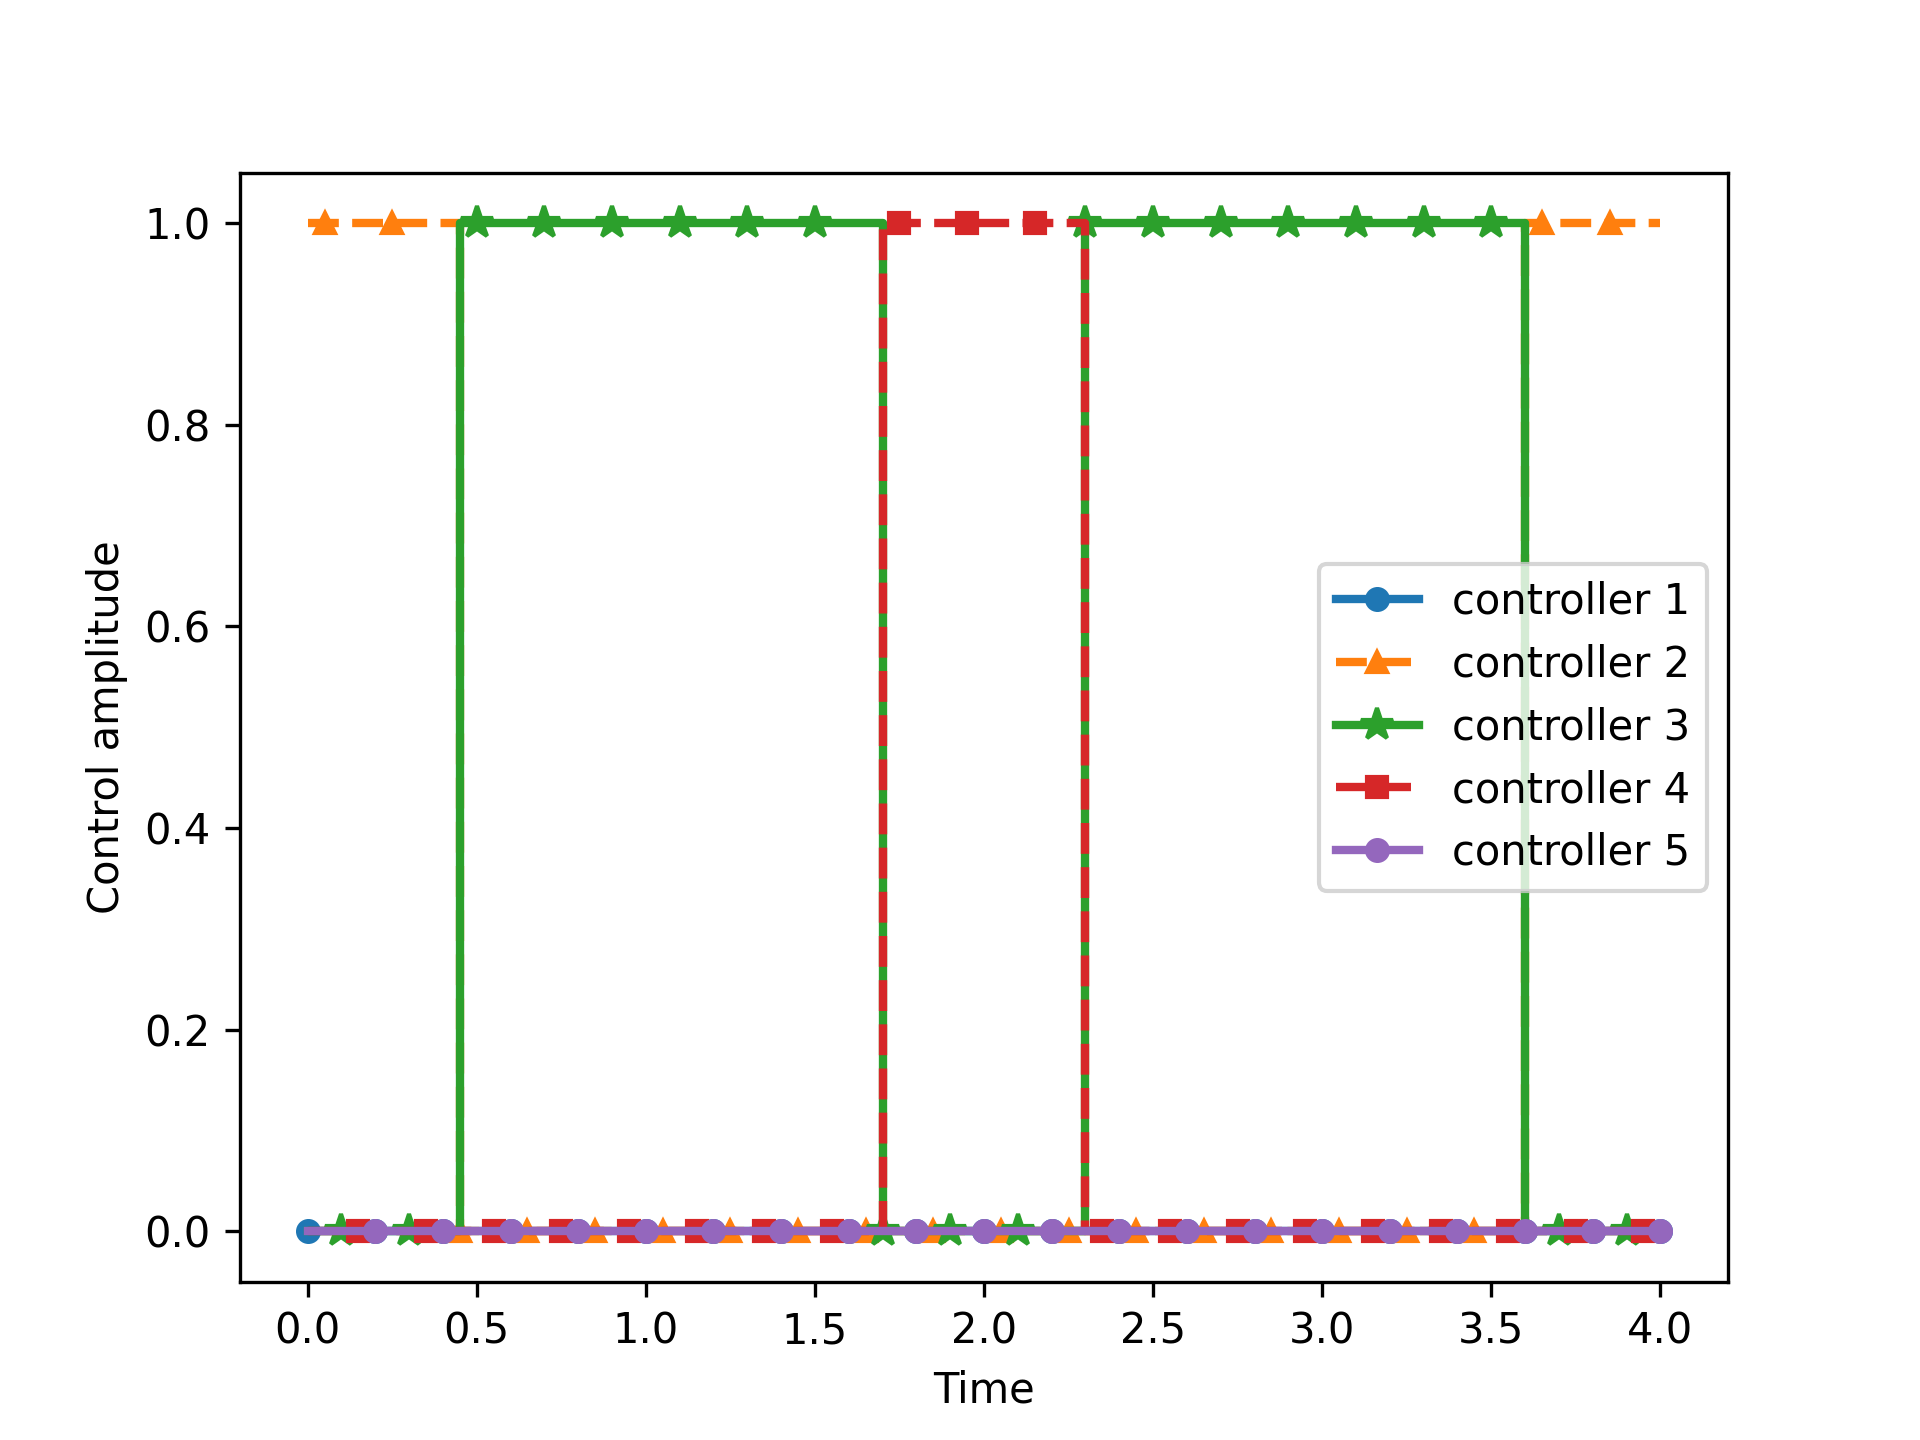 1.0
0.8
0.6
0.4
0.2
0.0
Control amplitude
controller 1
controller 2
controller 3
controller 4
controller 5
0.0 0.5 1.0 1.5 2.0 2.5 3.0 3.5 4.0
Time